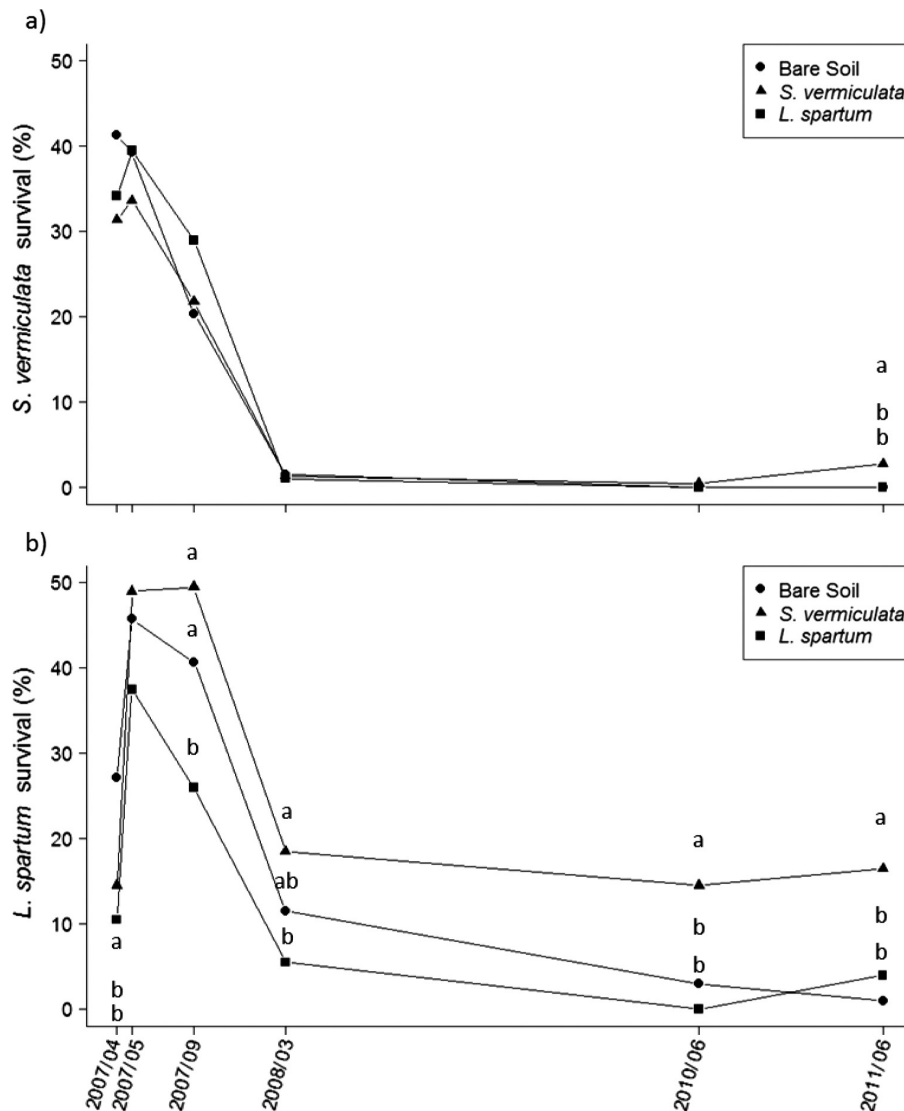 a)
50
40
30
20
10
0
S. vermiculata survival (%)
Bare Soil
S. vermiculata
L. spartum
a
b
b
b)
50
40
30
20
10
0
L. spartum survival (%)
Bare Soil
S. vermiculata
L. spartum
a
a
b
a
ab
b
a
b
b
a
b
b
a
b
b
2007/04
2007/05
2007/09
2008/03
2010/06
2011/06